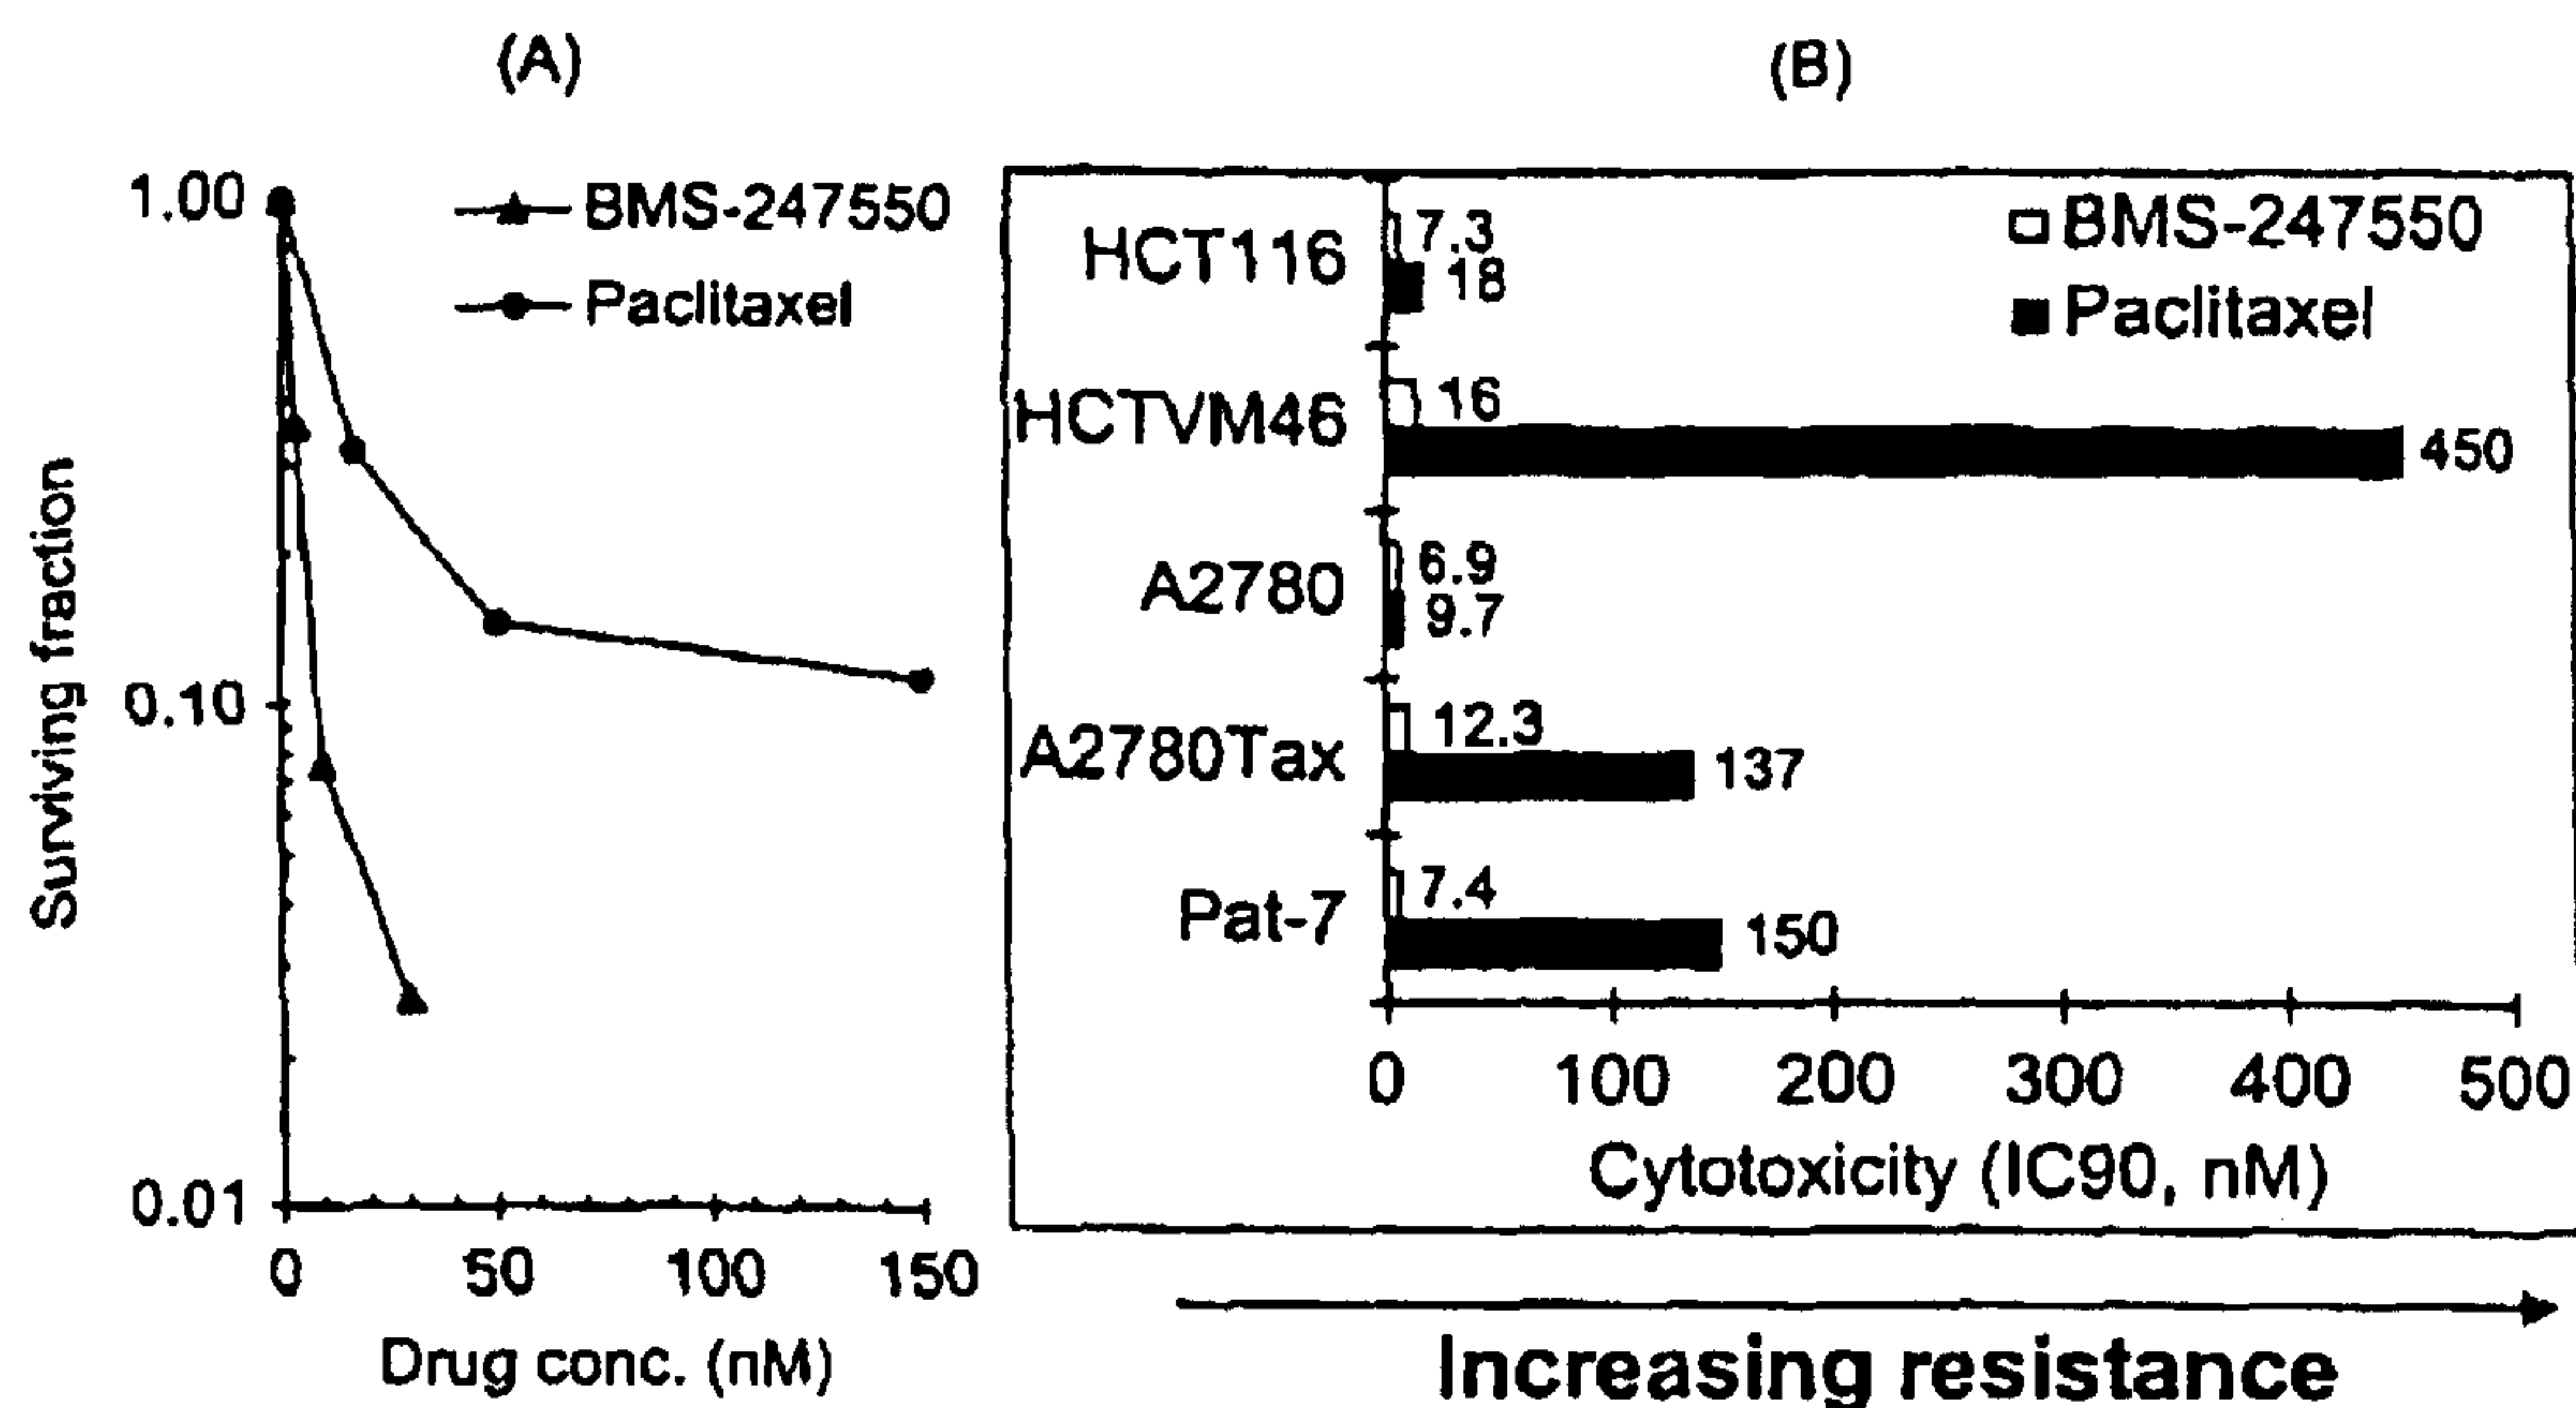 (A)
1.00
BMS-247550
Paclitaxel
0.10
0.01
Surviving fraction
0
50
100
150
Drug conc. (nM)
(B)
BMS-247550
Paclitaxel
HCT116
7.3
18
HCTVM46
16
450
A2780
6.9
9.7
A2780Tax
12.3
137
Pat-7
7.4
150
0
100
200
300
400
500
Cytotoxicity (IC90, nM)
Increasing resistance